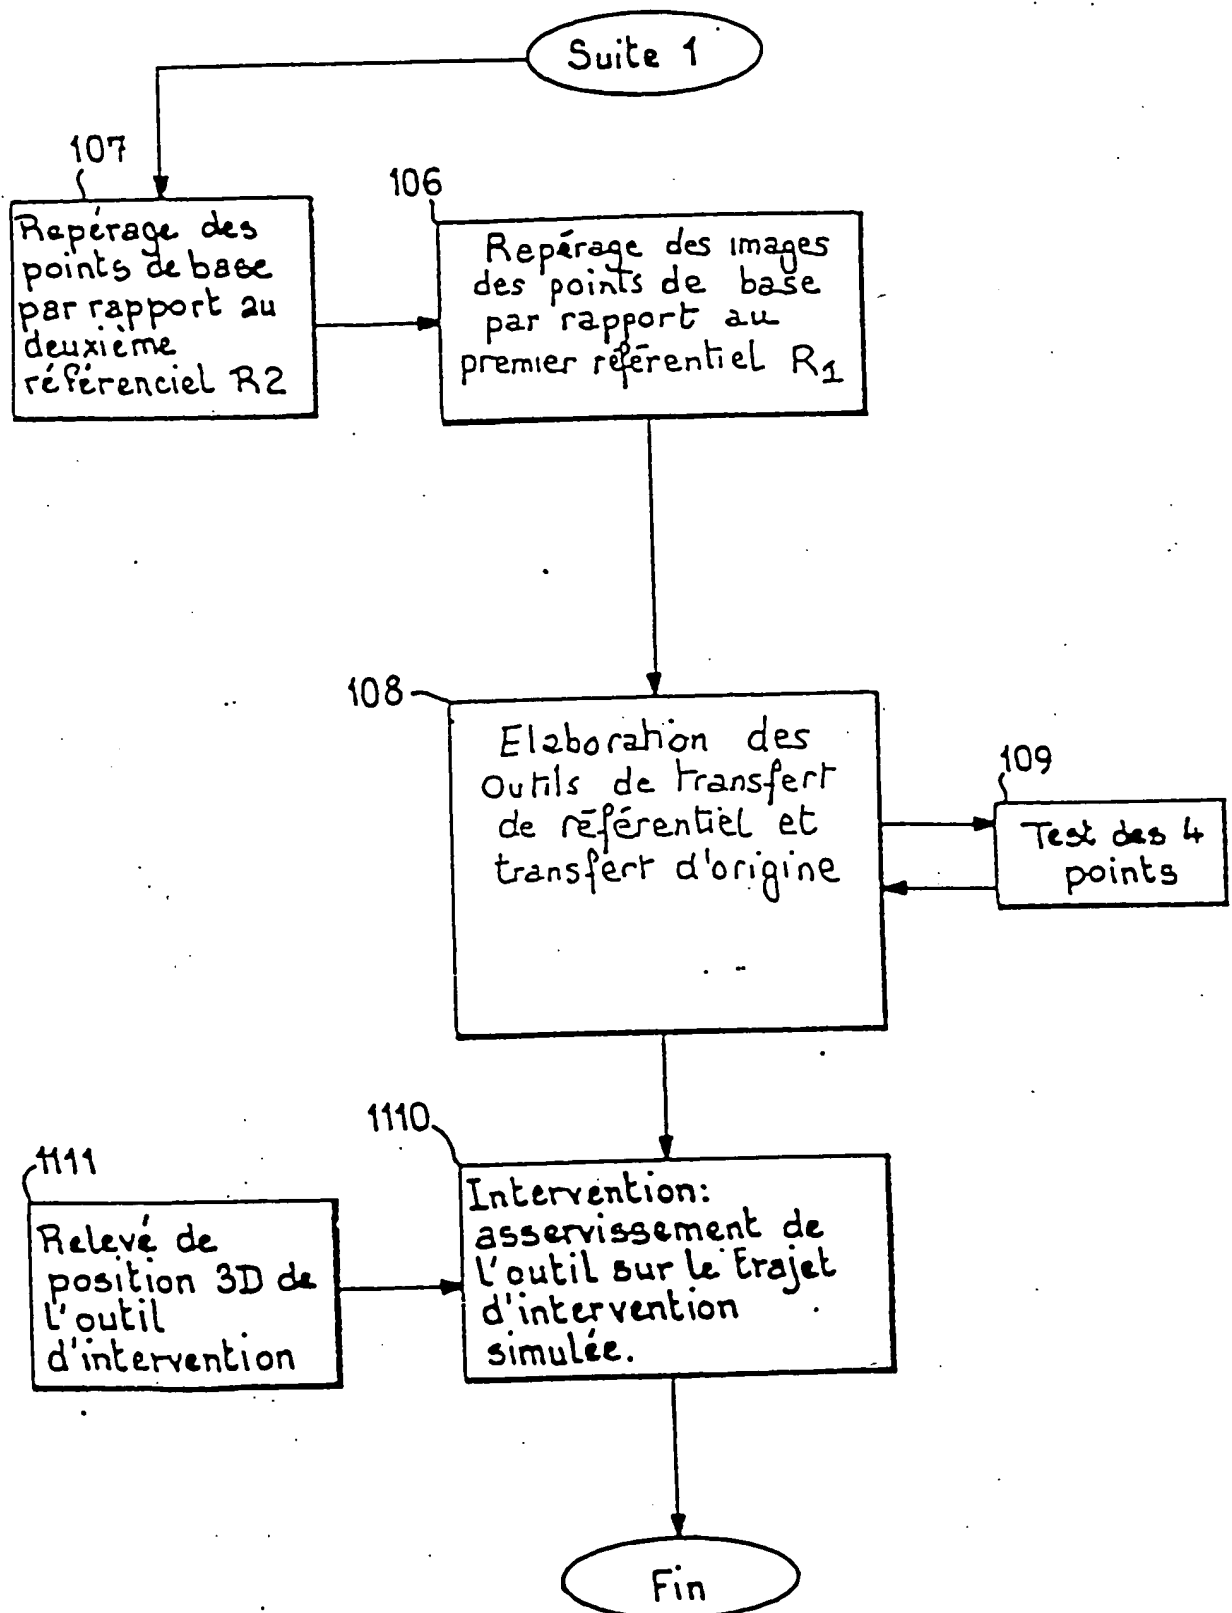 Suite 1
107
Repérage des
points de base
par rapport au
deuxième
référenciel R2
106
Repérage des images
des points de base
par rapport au
premier référentiel R1
108
Elaboration des
Outils de transfert
de référentiel et
transfert d'origine
109
Test des 4
points
1111
Relevé de
position 3D de
l'outil
d'intervention
1110
Intervention:
asservissement de
l'outil sur le trajet
d'intervention
simulée.
Fin